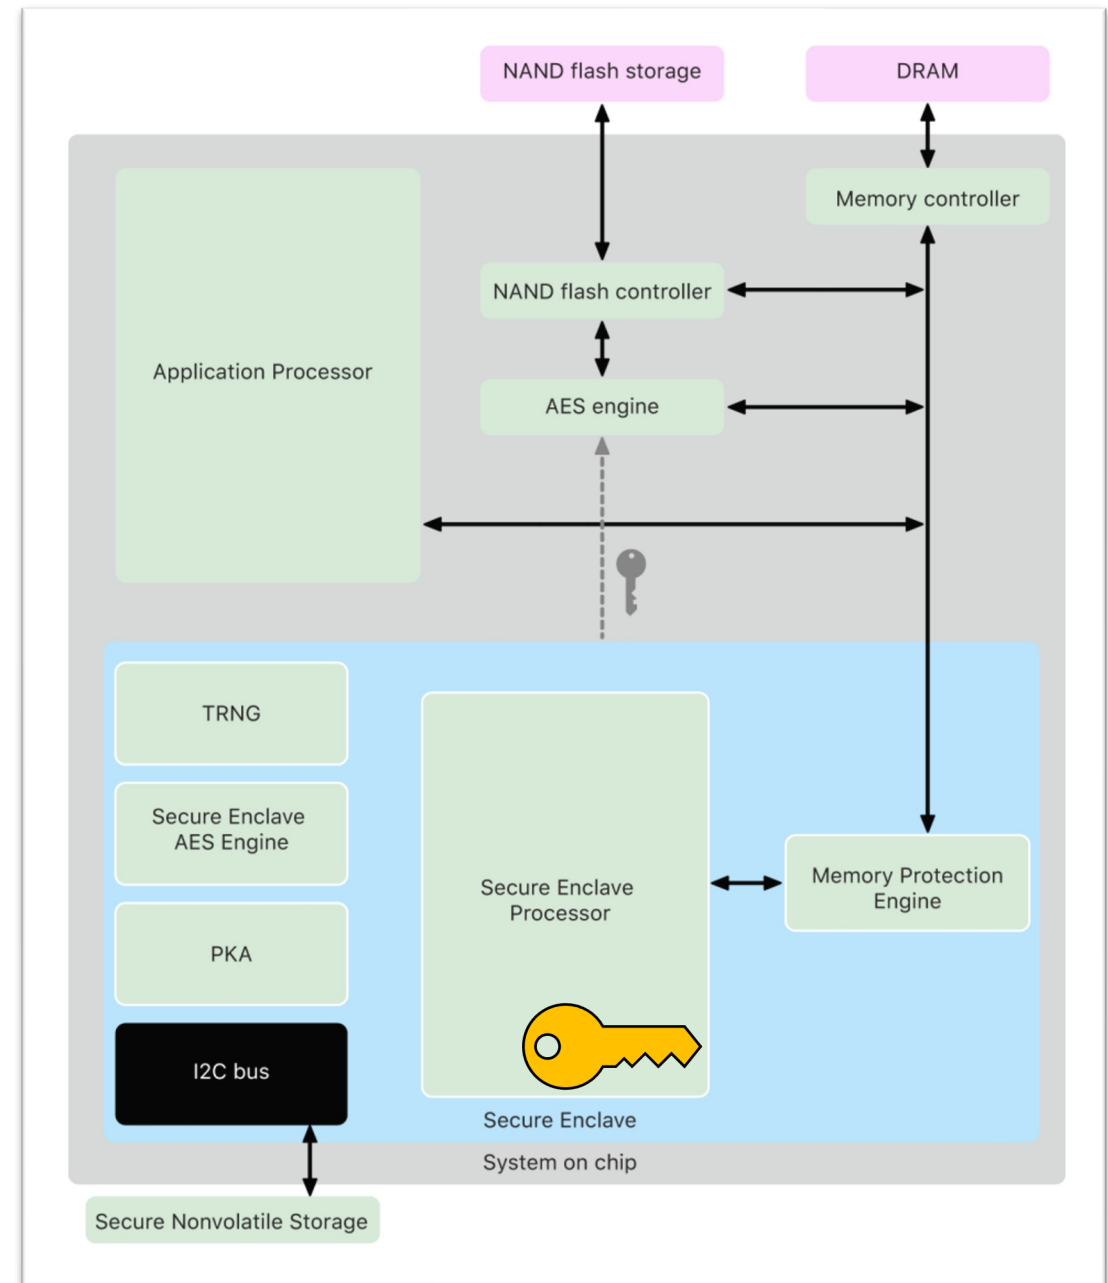 NAND flash storage
DRAM
Memory controller
NAND flash controller
Application Processor
AES engine
TRNG
Secure Enclave
AES Engine
Secure Enclave
Processor
Memory Protection
Engine
PKA
I2C bus
Secure Enclave
System on chip
Secure Nonvolatile Storage